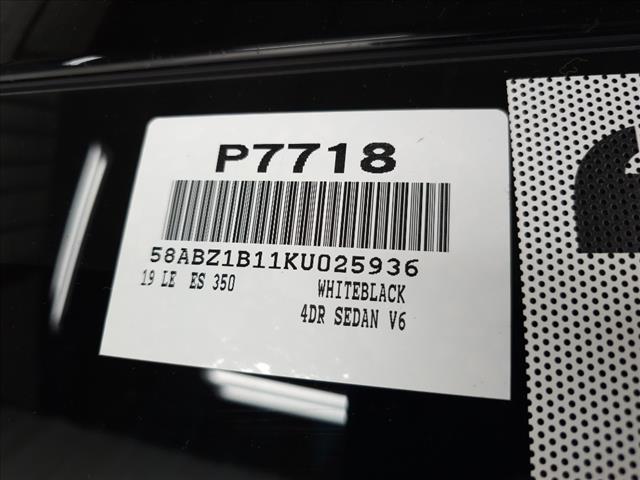 P7718
58ABZ1B11KU025936
19 LE ES 350
WHITEBLACK
4DR SEDAN V6